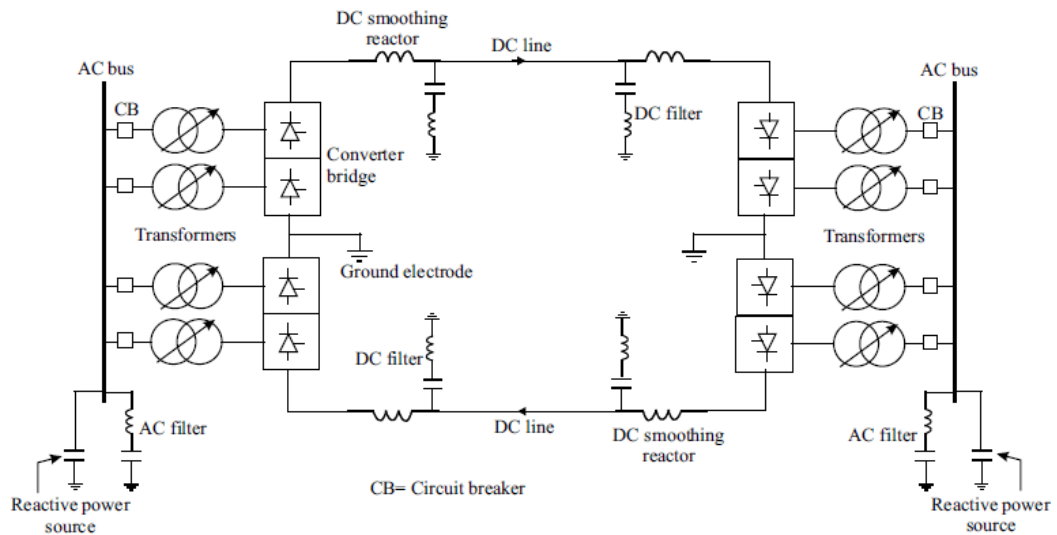 DC smoothing
reactor
DC line
AC bus
AC bus
CB
CB
DC filter
Converter
bridge
Transformers
Transformers
Ground electrode
DC filter
AC filter
DC line
DC smoothing
reactor
AC filter
CB= Circuit breaker
Reactive power
source
Reactive power
source